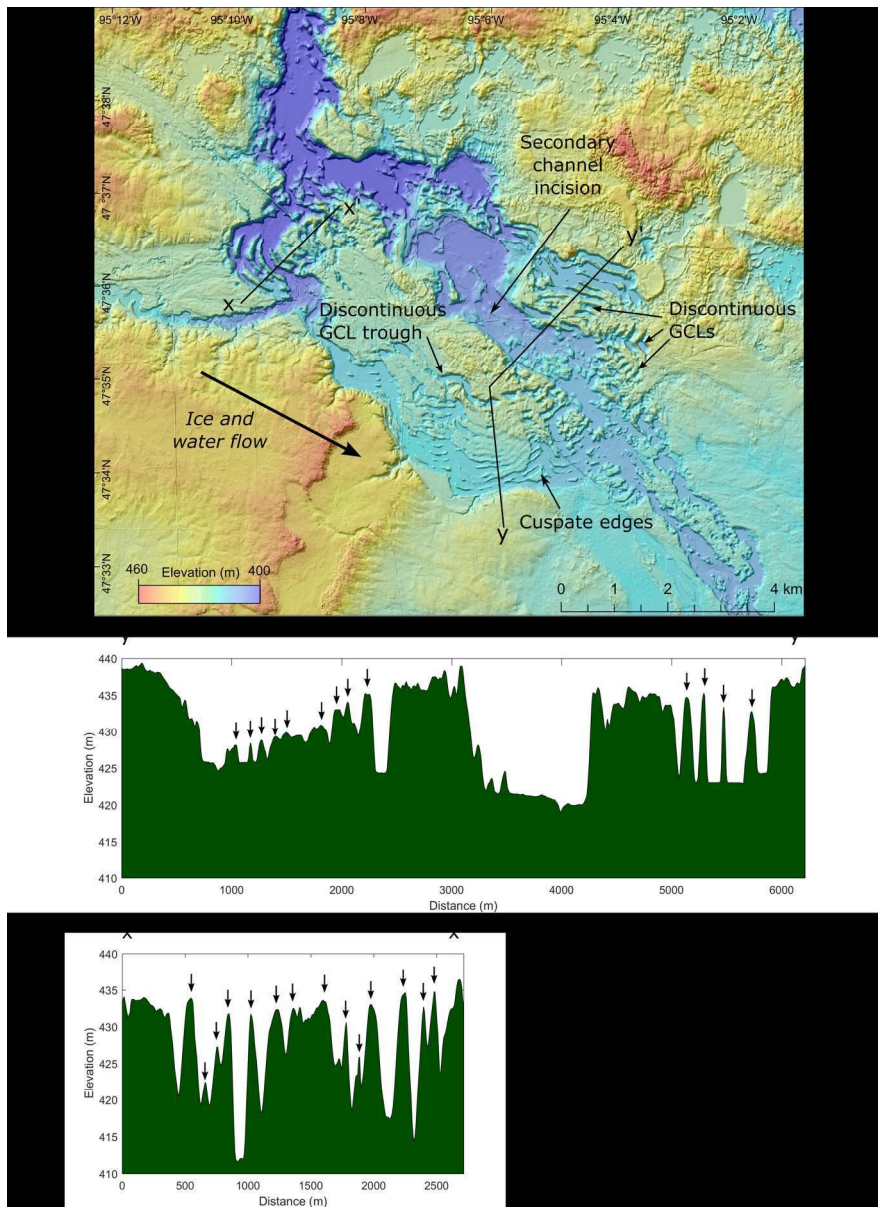 95°12'W 95°10'W 95°8'W 95°6'W 95°4'W 95°2'W
47°38'N
47°37'N
47°36'N
47°35'N
47°34'N
47°33'N
Secondary
channel
incision
x'
y'
x
Discontinuous
GCL trough
Discontinuous
GCLs
Ice and
water flow
Cuspate edges
y
460 Elevation (m) 400
0 1 2 4 km
440
435
430
425
420
415
410
Elevation (m)
0 1000 2000 3000 4000 5000 6000
Distance (m)
440
435
430
425
420
415
410
Elevation (m)
0 500 1000 1500 2000 2500
Distance (m)